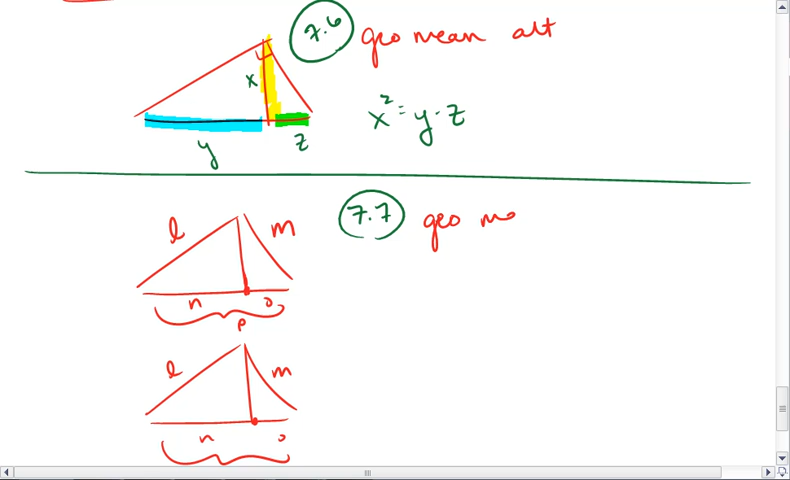 7.6 geo mean alt
x
x² = y · z
y
z
7.7 geo me
l
m
n
o
p
l
m
n
o